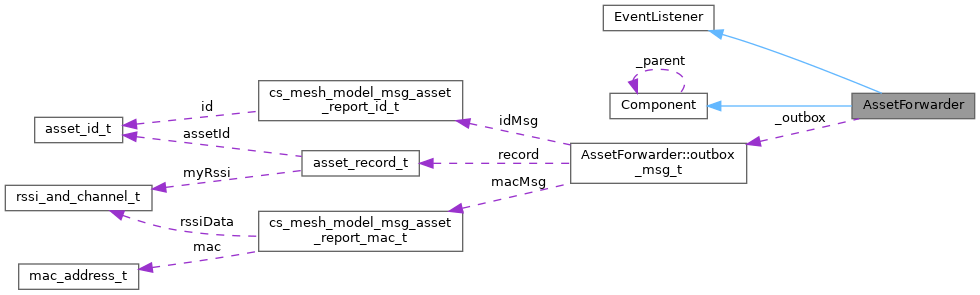 EventListener
_parent
cs_mesh_model_msg_asset
_report_id_t
id
Component
AssetForwarder
asset_id_t
assetId
idMsg
_outbox
asset_record_t
record
AssetForwarder::outbox
_msg_t
myRssi
macMsg
rssi_and_channel_t
rssiData
cs_mesh_model_msg_asset
_report_mac_t
mac
mac_address_t